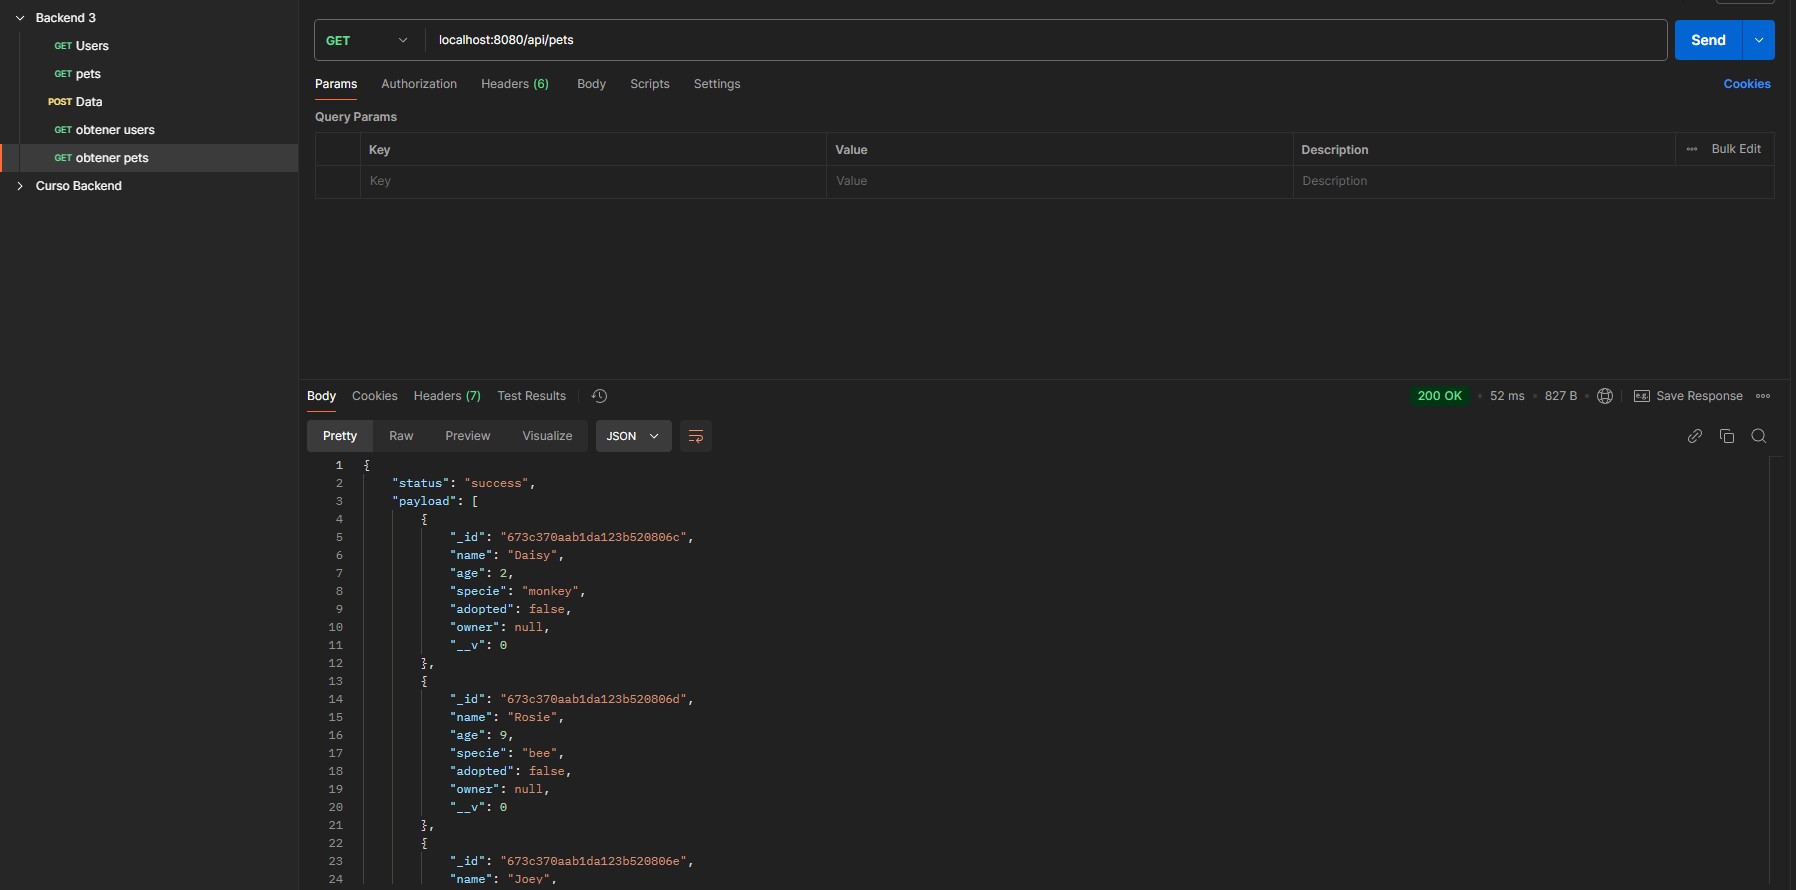 Backend 3
GET Users
GET pets
POST Data
GET obtener users
GET obtener pets
Curso Backend
GET localhost:8080/api/pets Send
Params Authorization Headers (6) Body Scripts Settings Cookies
Query Params
Key Value Description ••• Bulk Edit
Key Value Description
Body Cookies Headers (7) Test Results 200 OK • 52 ms • 827 B • e.g. Save Response
Pretty Raw Preview Visualize JSON
1 {
2 "status": "success",
3 "payload": [
4 {
5 "_id": "673c370aab1da123b520806c",
6 "name": "Daisy",
7 "age": 2,
8 "specie": "monkey",
9 "adopted": false,
10 "owner": null,
11 "__v": 0
12 },
13 {
14 "_id": "673c370aab1da123b520806d",
15 "name": "Rosie",
16 "age": 9,
17 "specie": "bee",
18 "adopted": false,
19 "owner": null,
20 "__v": 0
21 },
22 {
23 "_id": "673c370aab1da123b520806e",
24 "name": "Joey",